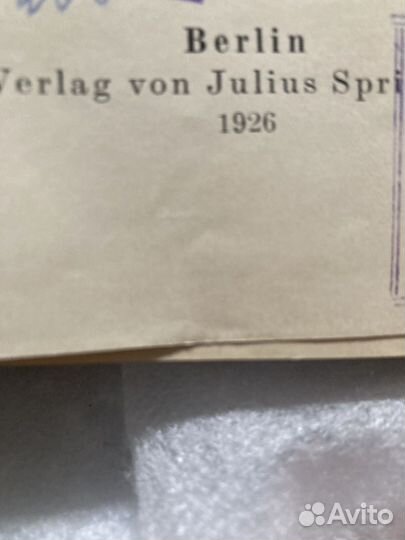 Berlin
Verlag von Julius Spri
1926
Avito